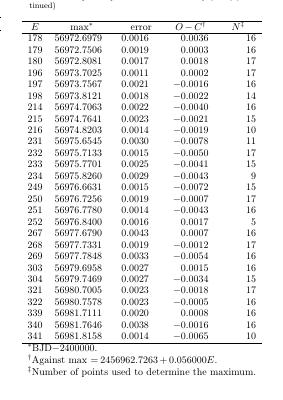 tinued)
E max* error O − C† N‡
178 56972.6979 0.0016 0.0036 16
179 56972.7506 0.0019 0.0003 16
180 56972.8081 0.0017 0.0018 17
196 56973.7025 0.0011 0.0002 17
197 56973.7567 0.0021 −0.0016 16
198 56973.8121 0.0018 −0.0022 14
214 56974.7063 0.0022 −0.0040 16
215 56974.7641 0.0023 −0.0021 15
216 56974.8203 0.0014 −0.0019 10
231 56975.6545 0.0030 −0.0078 11
232 56975.7133 0.0015 −0.0050 17
233 56975.7701 0.0025 −0.0041 15
234 56975.8260 0.0029 −0.0043 9
249 56976.6631 0.0015 −0.0072 15
250 56976.7256 0.0019 −0.0007 17
251 56976.7780 0.0014 −0.0043 16
252 56976.8400 0.0016 0.0017 5
267 56977.6790 0.0043 0.0007 16
268 56977.7331 0.0019 −0.0012 17
269 56977.7848 0.0033 −0.0054 16
303 56979.6958 0.0027 0.0015 16
304 56979.7469 0.0027 −0.0034 15
321 56980.7005 0.0023 −0.0018 17
322 56980.7578 0.0023 −0.0005 16
339 56981.7111 0.0020 0.0008 16
340 56981.7646 0.0038 −0.0016 16
341 56981.8158 0.0014 −0.0065 10
*BJD−2400000.
†Against max = 2456962.7263 + 0.056000E.
‡Number of points used to determine the maximum.